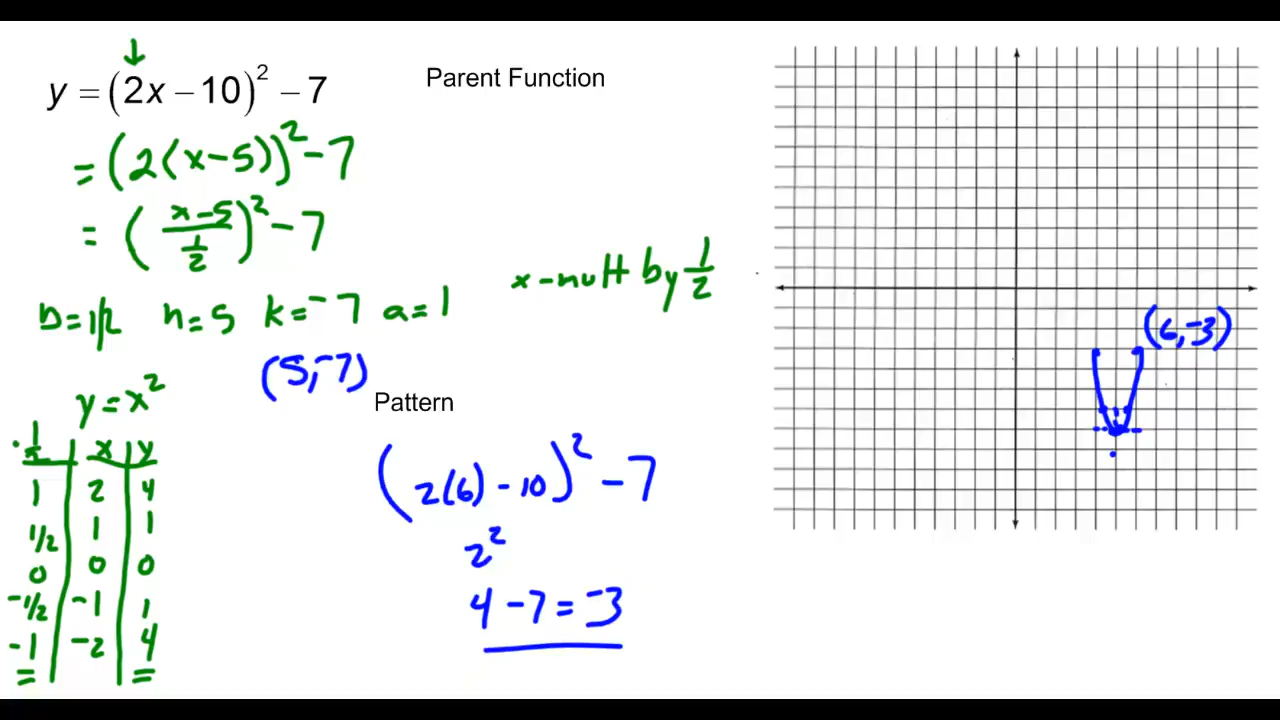 y = (2x − 10)² − 7
Parent Function
= (2(x−5))² −7
= ( (x−5)/(1/2) )² −7
x−mult by 1/2
b=1/2 h=5 k=⁻7 a=1
(5,⁻7)
(6,⁻3)
y=x²
Pattern
·1/2 | x | y
1 | 2 | 4
1/2 | 1 | 1
0 | 0 | 0
-1/2 | -1 | 1
-1 | -2 | 4
(2(6) − 10)² − 7
2²
4 −7 = ⁻3